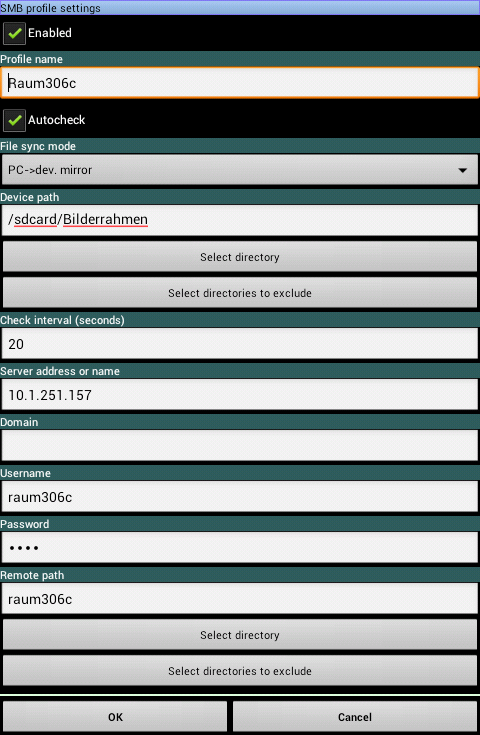 SMB profile settings
Enabled
Profile name
Raum306c
Autocheck
File sync mode
PC->dev. mirror
Device path
/sdcard/Bilderrahmen
Select directory
Select directories to exclude
Check interval (seconds)
20
Server address or name
10.1.251.157
Domain
Username
raum306c
Password
••••
Remote path
raum306c
Select directory
Select directories to exclude
OK Cancel